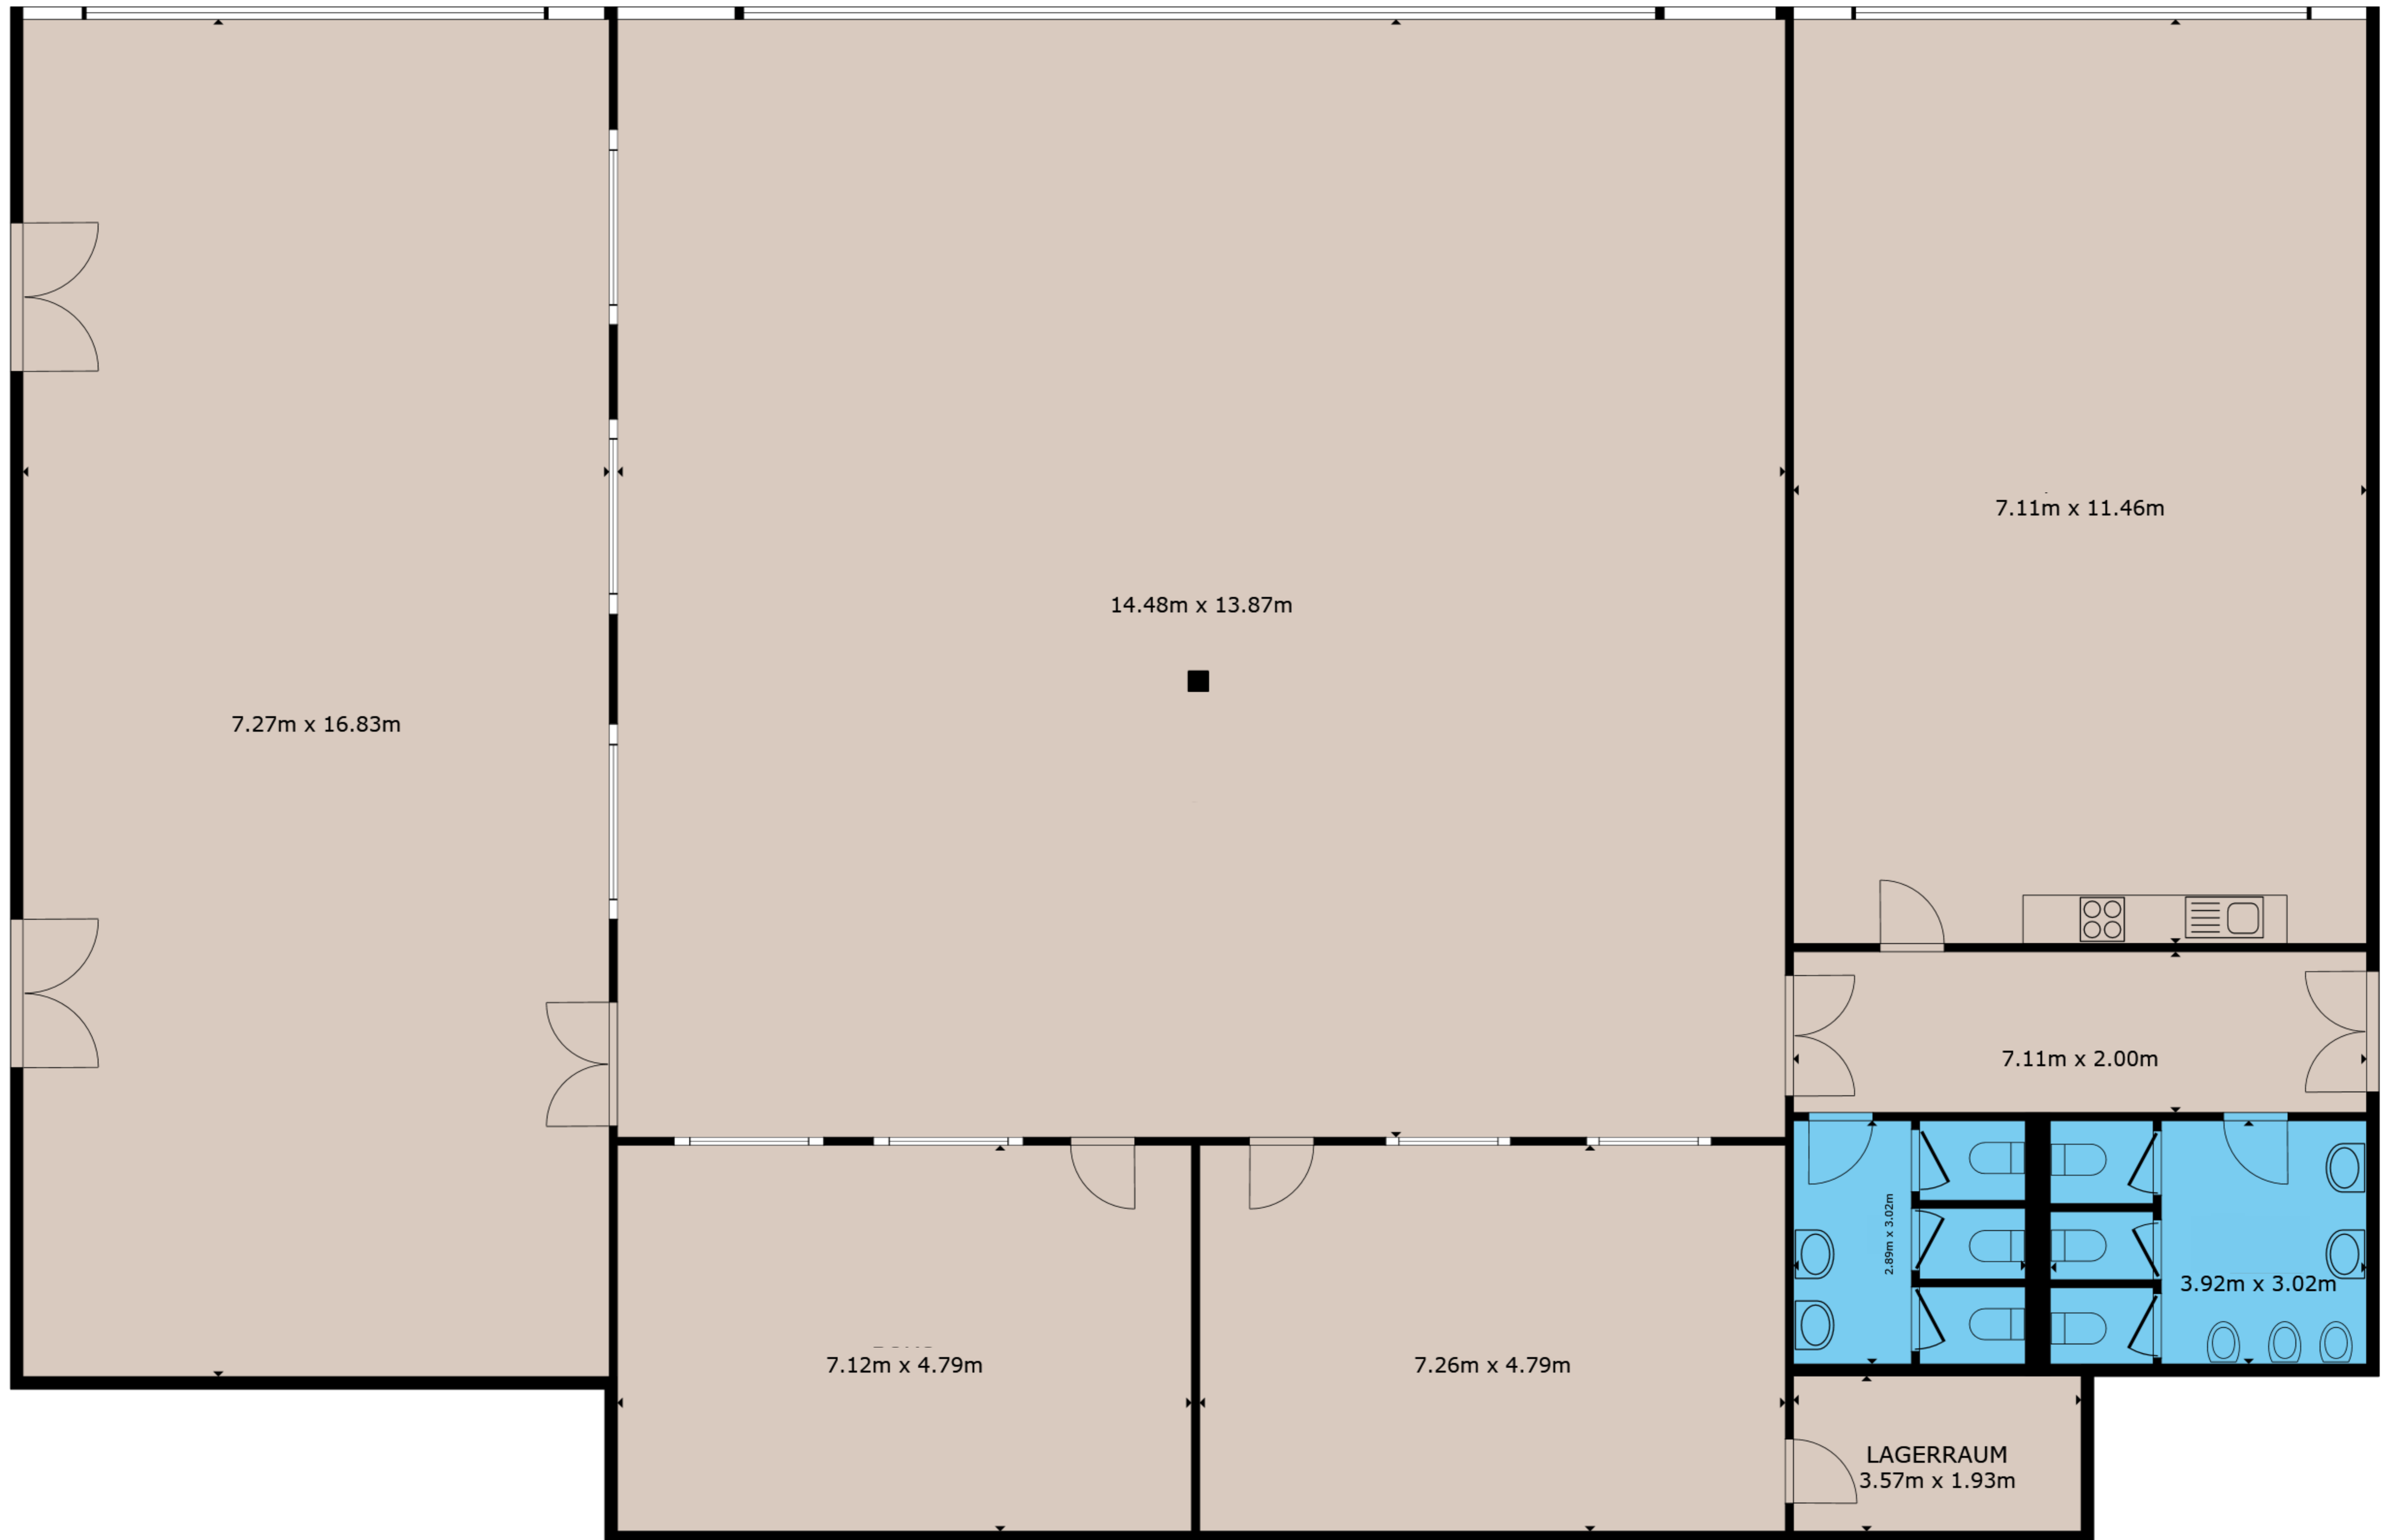 7.11m x 11.46m
14.48m x 13.87m
7.27m x 16.83m
7.11m x 2.00m
2.89m x 3.02m
3.92m x 3.02m
7.12m x 4.79m
7.26m x 4.79m
LAGERRAUM
3.57m x 1.93m